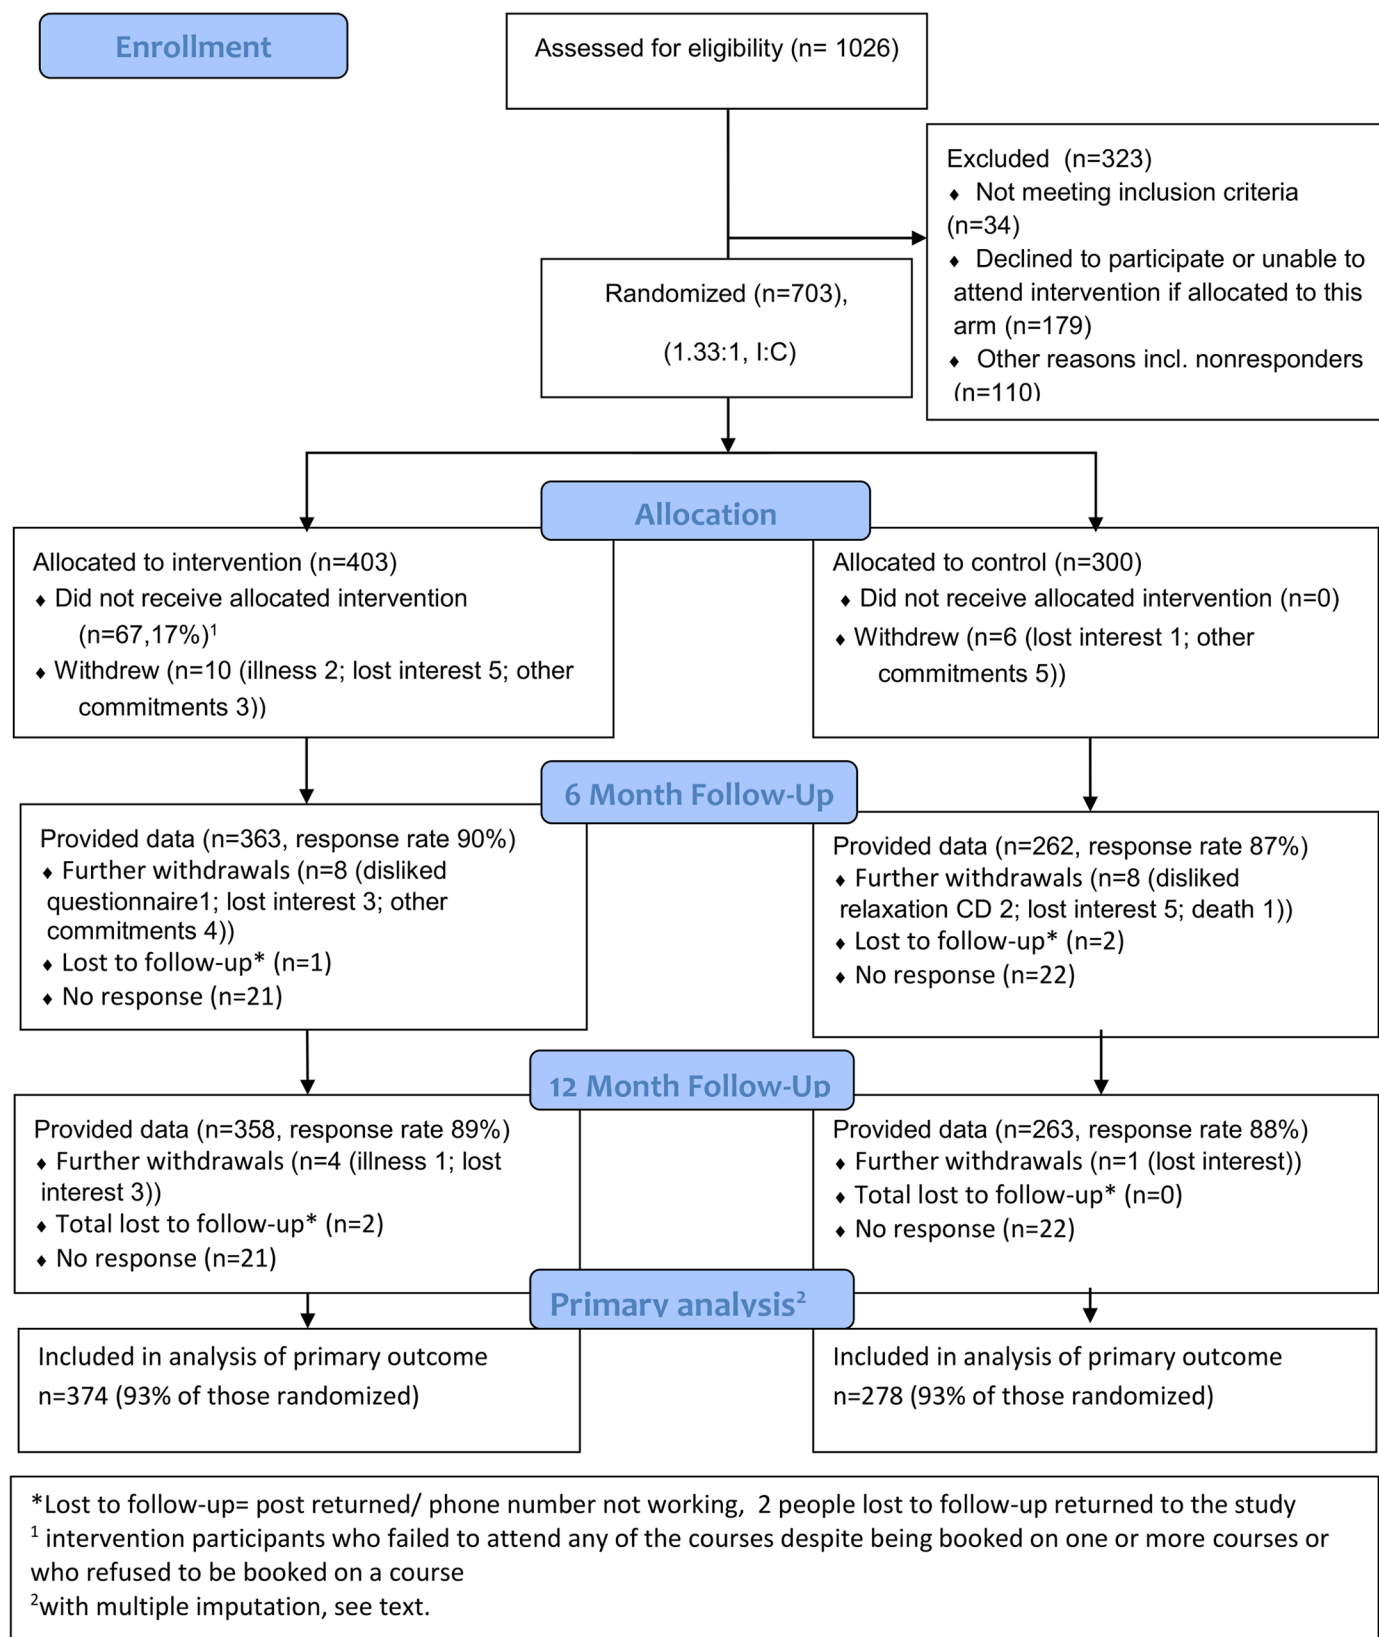 Enrollment
Assessed for eligibility (n= 1026)
Excluded (n=323)
♦ Not meeting inclusion criteria
(n=34)
♦ Declined to participate or unable to
attend intervention if allocated to this
arm (n=179)
♦ Other reasons incl. nonresponders
(n=110)
Randomized (n=703),
(1.33:1, I:C)
Allocation
Allocated to intervention (n=403)
♦ Did not receive allocated intervention
(n=67,17%)¹
♦ Withdrew (n=10 (illness 2; lost interest 5; other
commitments 3))
Allocated to control (n=300)
♦ Did not receive allocated intervention (n=0)
♦ Withdrew (n=6 (lost interest 1; other
commitments 5))
6 Month Follow-Up
Provided data (n=363, response rate 90%)
♦ Further withdrawals (n=8 (disliked
questionnaire1; lost interest 3; other
commitments 4))
♦ Lost to follow-up* (n=1)
♦ No response (n=21)
Provided data (n=262, response rate 87%)
♦ Further withdrawals (n=8 (disliked
relaxation CD 2; lost interest 5; death 1))
♦ Lost to follow-up* (n=2)
♦ No response (n=22)
12 Month Follow-Up
Provided data (n=358, response rate 89%)
♦ Further withdrawals (n=4 (illness 1; lost
interest 3))
♦ Total lost to follow-up* (n=2)
♦ No response (n=21)
Provided data (n=263, response rate 88%)
♦ Further withdrawals (n=1 (lost interest))
♦ Total lost to follow-up* (n=0)
♦ No response (n=22)
Primary analysis²
Included in analysis of primary outcome
n=374 (93% of those randomized)
Included in analysis of primary outcome
n=278 (93% of those randomized)
*Lost to follow-up= post returned/ phone number not working, 2 people lost to follow-up returned to the study
¹ intervention participants who failed to attend any of the courses despite being booked on one or more courses or
who refused to be booked on a course
²with multiple imputation, see text.